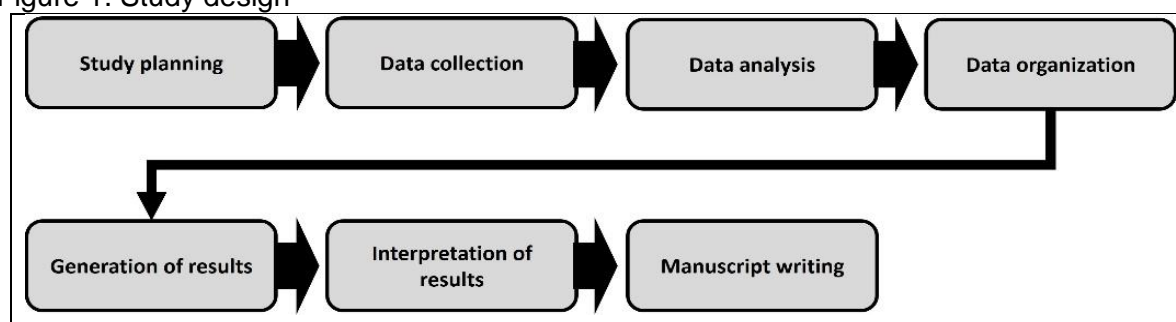 Figure 1. Study design
Study planning
Data collection
Data analysis
Data organization
Generation of results
Interpretation of
results
Manuscript writing